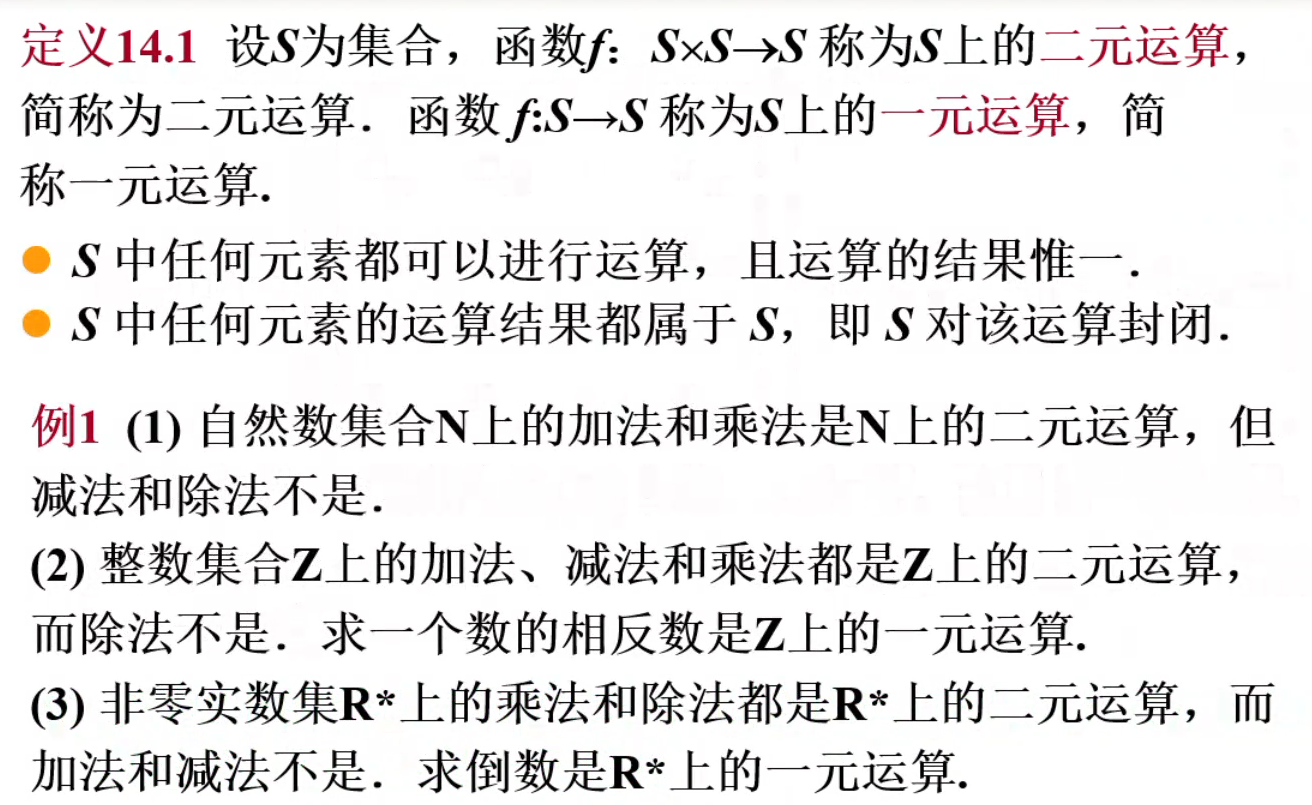 定义14.1 设S为集合，函数f：S×S→S 称为S上的二元运算，
简称为二元运算．函数 f:S→S 称为S上的一元运算，简
称一元运算.
● S 中任何元素都可以进行运算，且运算的结果惟一．
● S 中任何元素的运算结果都属于 S，即 S 对该运算封闭．
例1 (1) 自然数集合N上的加法和乘法是N上的二元运算，但
减法和除法不是．
(2) 整数集合Z上的加法、减法和乘法都是Z上的二元运算，
而除法不是．求一个数的相反数是Z上的一元运算.
(3) 非零实数集R*上的乘法和除法都是R*上的二元运算，而
加法和减法不是．求倒数是R*上的一元运算.